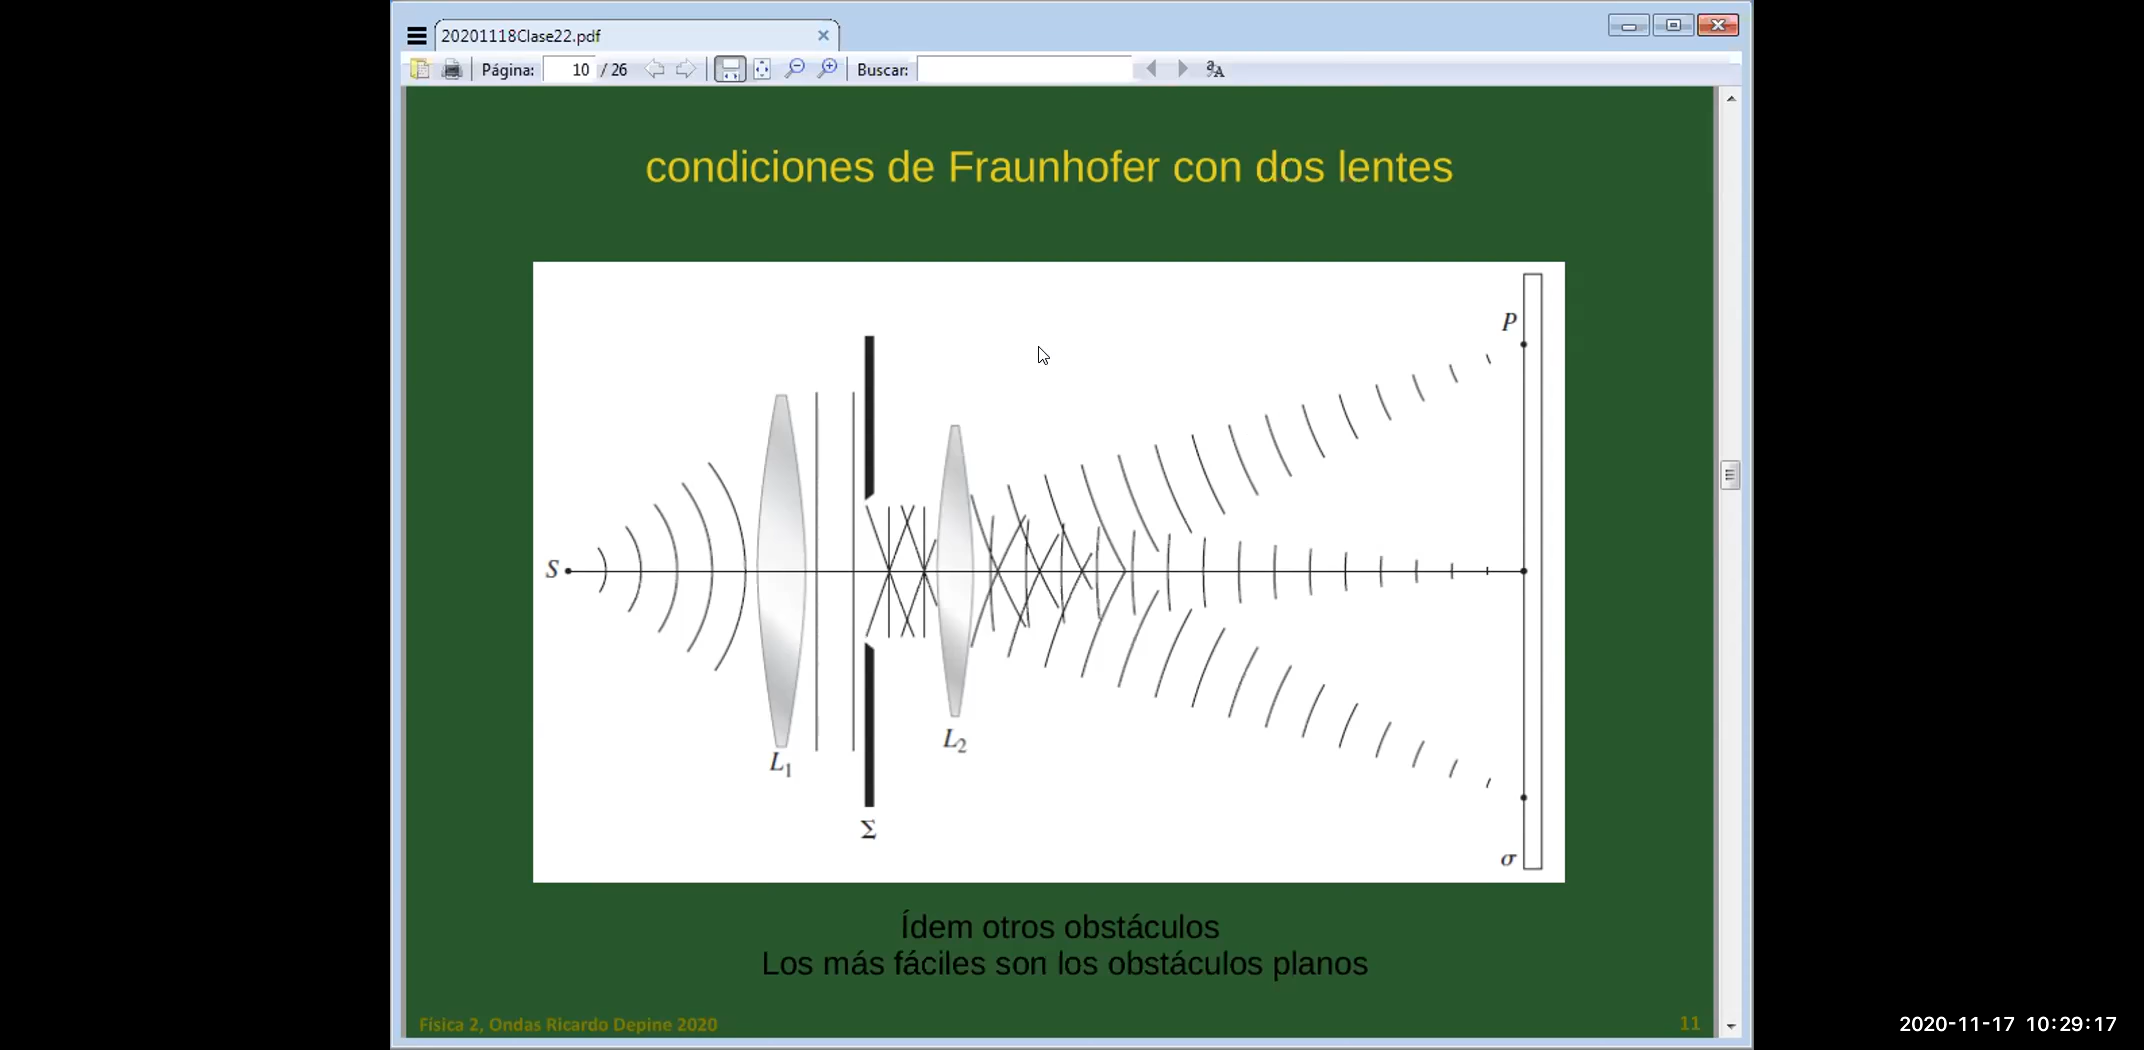 20201118Clase22.pdf
Página: 10 / 26 Buscar:
condiciones de Fraunhofer con dos lentes
P
S
L₂
L₁
Σ
σ
Ídem otros obstáculos
Los más fáciles son los obstáculos planos
Física 2, Ondas Ricardo Depine 2020
11
2020-11-17 10:29:17